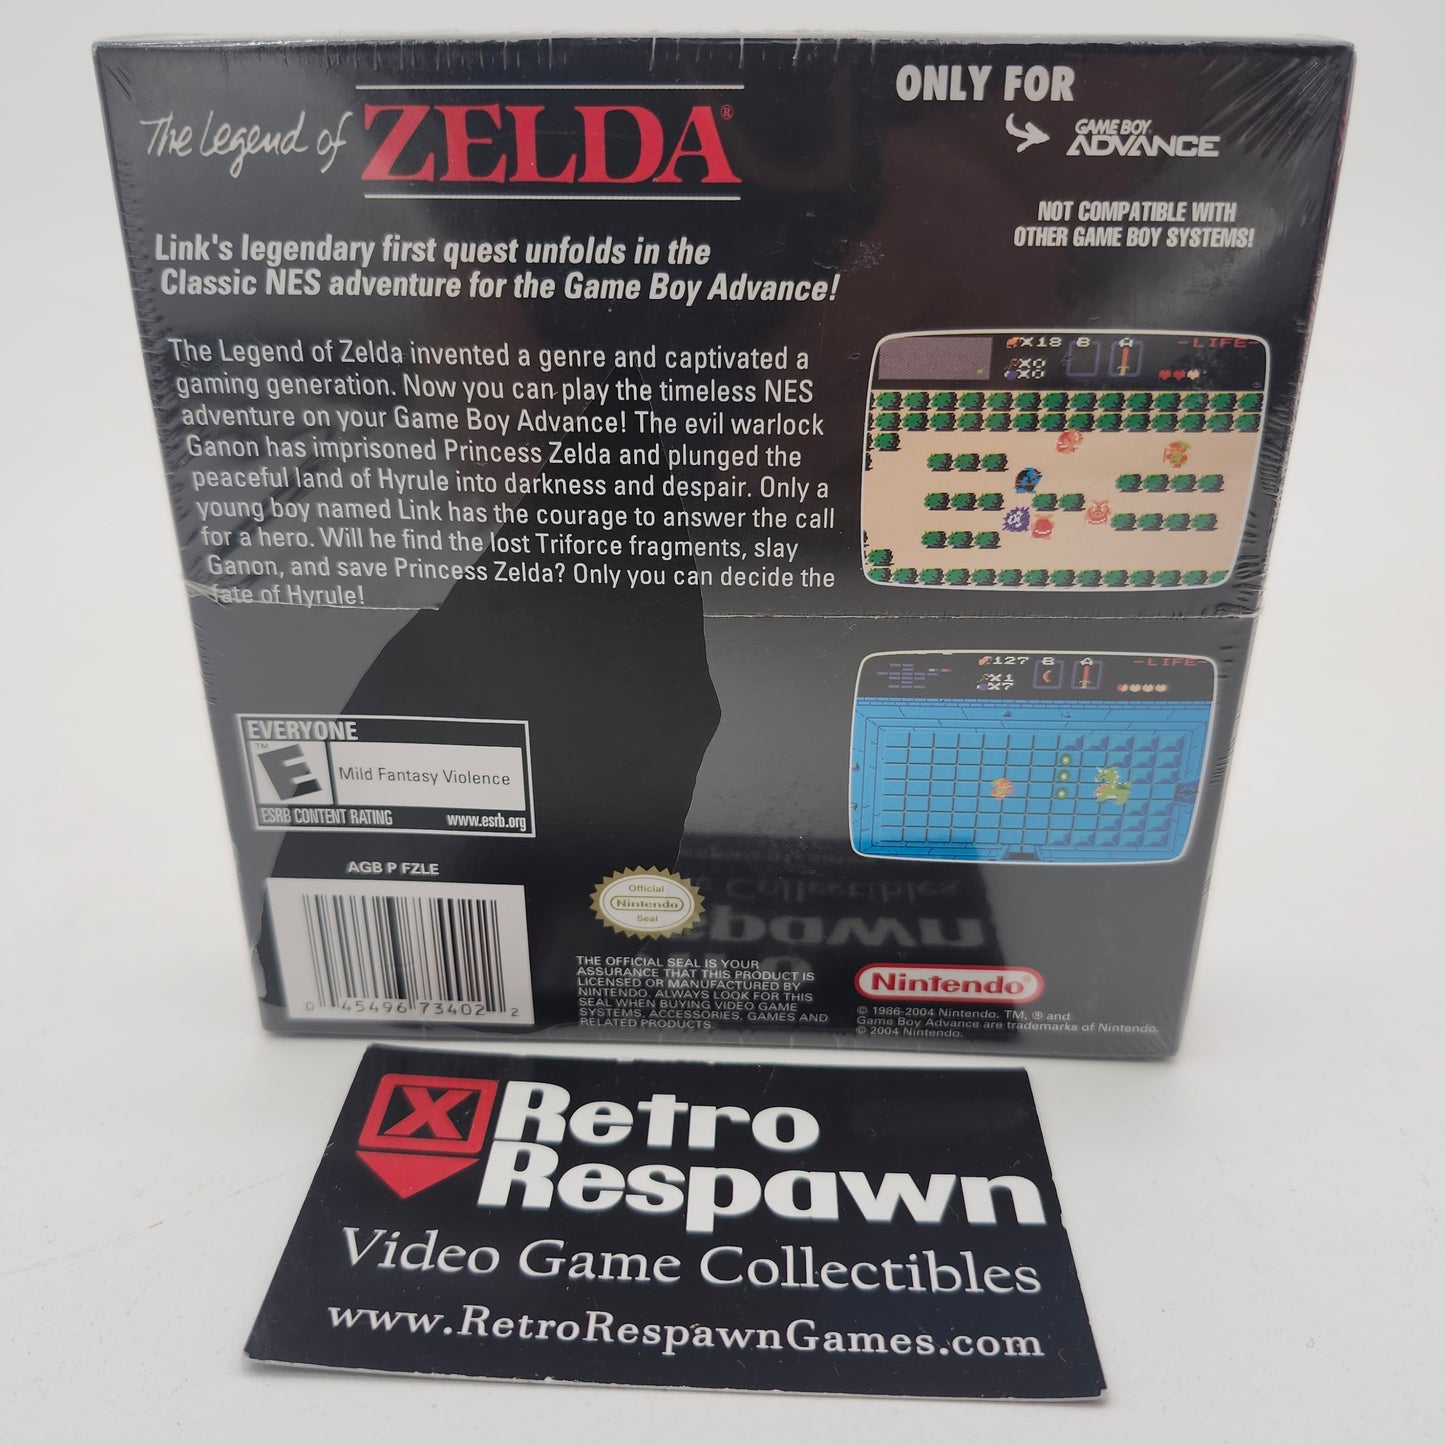 The Legend of ZELDA®
ONLY FOR
GAME BOY
ADVANCE
NOT COMPATIBLE WITH
OTHER GAME BOY SYSTEMS!
Link's legendary first quest unfolds in the
Classic NES adventure for the Game Boy Advance!
The Legend of Zelda invented a genre and captivated a
gaming generation. Now you can play the timeless NES
adventure on your Game Boy Advance! The evil warlock
Ganon has imprisoned Princess Zelda and plunged the
peaceful land of Hyrule into darkness and despair. Only a
young boy named Link has the courage to answer the call
for a hero. Will he find the lost Triforce fragments, slay
Ganon, and save Princess Zelda? Only you can decide the
fate of Hyrule!
X18 B A -LIFE-
X0
X0
127 B A -LIFE-
X1
X7
EVERYONE
E™
Mild Fantasy Violence
ESRB CONTENT RATING www.esrb.org
AGB P FZLE
0 45496 73402 2
Official
Nintendo
Seal
THE OFFICIAL SEAL IS YOUR
ASSURANCE THAT THIS PRODUCT IS
LICENSED OR MANUFACTURED BY
NINTENDO. ALWAYS LOOK FOR THIS
SEAL WHEN BUYING VIDEO GAME
SYSTEMS, ACCESSORIES, GAMES AND
RELATED PRODUCTS.
Nintendo®
© 1986-2004 Nintendo. TM, ® and
Game Boy Advance are trademarks of Nintendo.
© 2004 Nintendo.
X Retro
Respawn
Video Game Collectibles
www.RetroRespawnGames.com